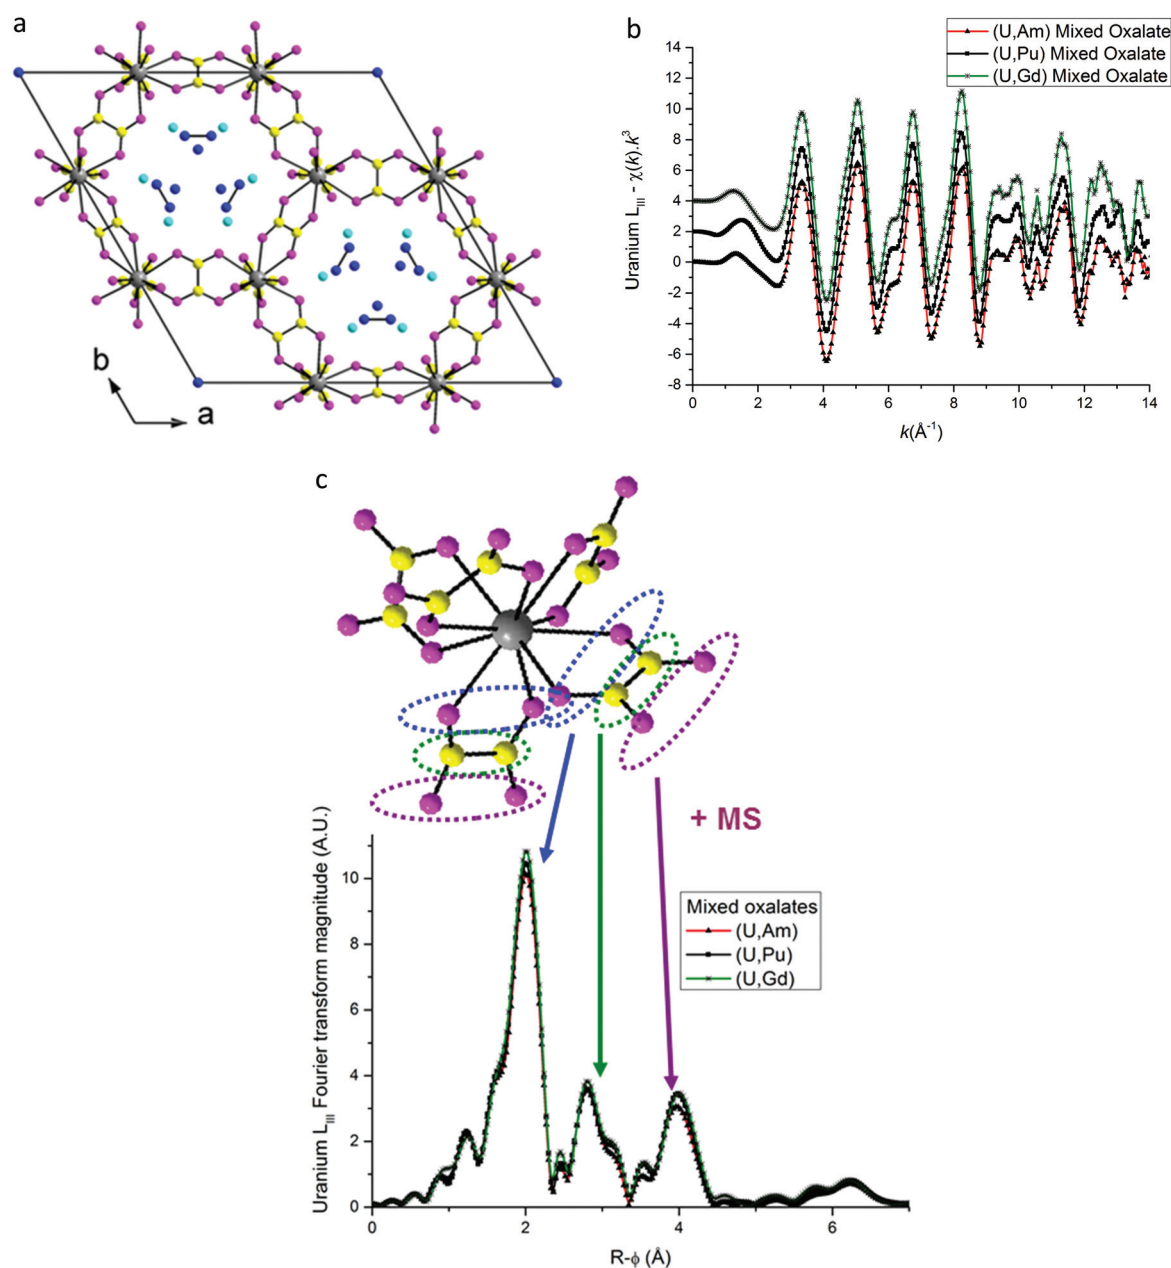 a
b
a
b
(U,Am) Mixed Oxalate
(U,Pu) Mixed Oxalate
(U,Gd) Mixed Oxalate
Uranium L_III - χ(k).k³
14
12
10
8
6
4
2
0
-2
-4
-6
-8
0 2 4 6 8 10 12 14
k(Å⁻¹)
c
+ MS
Mixed oxalates
(U,Am)
(U,Pu)
(U,Gd)
Uranium L_III Fourier transform magnitude (A.U.)
10
8
6
4
2
0
0 2 4 6
R-ϕ (Å)